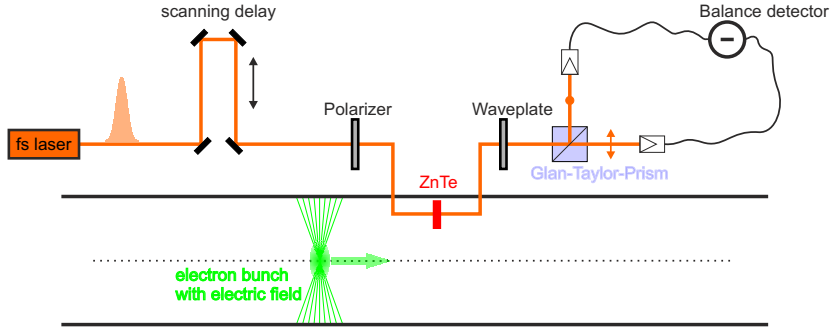 scanning delay
Balance detector
Polarizer
Waveplate
fs laser
Glan-Taylor-Prism
ZnTe
electron bunch
with electric field